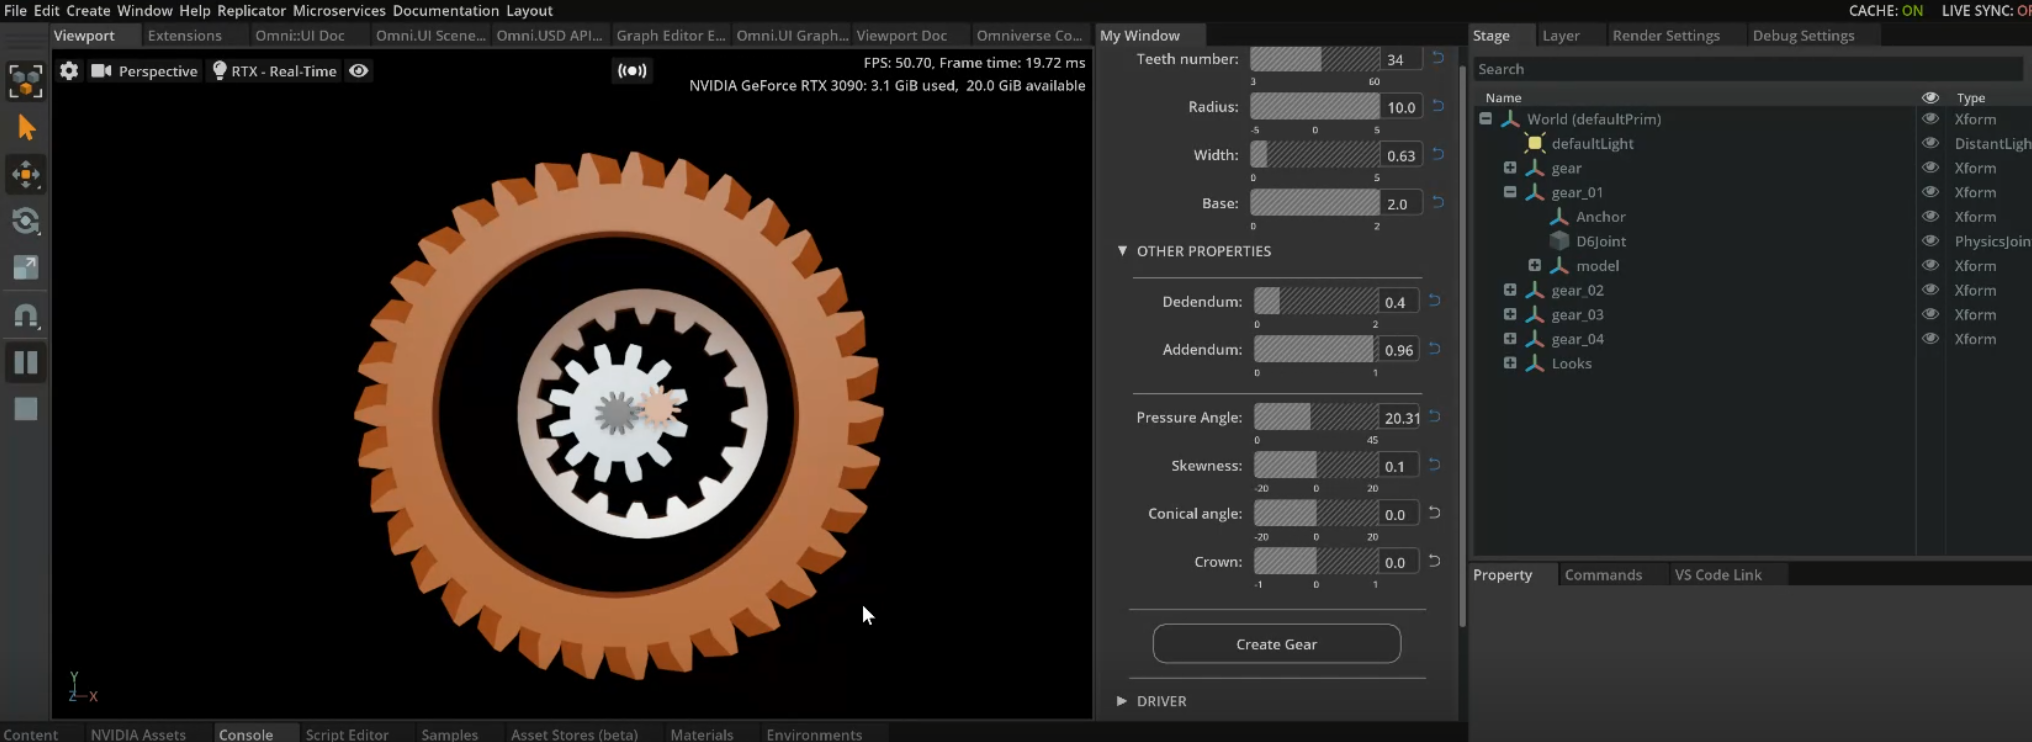 File Edit Create Window Help Replicator Microservices Documentation Layout
CACHE: ON LIVE SYNC:
Viewport Extensions Omni::UI Doc Omni.UI Scene... Omni.USD API... Graph Editor E... Omni.UI Graph... Viewport Doc Omniverse Co...
Perspective RTX - Real-Time
FPS: 50.70, Frame time: 19.72 ms
NVIDIA GeForce RTX 3090: 3.1 GiB used, 20.0 GiB available
Y
Z X
My Window
Teeth number: 34
3 60
Radius: 10.0
-5 0 5
Width: 0.63
0 5
Base: 2.0
0 2
▼ OTHER PROPERTIES
Dedendum: 0.4
0 2
Addendum: 0.96
0 1
Pressure Angle: 20.31
0 45
Skewness: 0.1
-20 0 20
Conical angle: 0.0
-20 0 20
Crown: 0.0
-1 0 1
Create Gear
▶ DRIVER
Stage Layer Render Settings Debug Settings
Search
Name Type
World (defaultPrim) Xform
defaultLight DistantLigh
gear Xform
gear_01 Xform
Anchor Xform
D6Joint PhysicsJoin
model Xform
gear_02 Xform
gear_03 Xform
gear_04 Xform
Looks
Property Commands VS Code Link
Content NVIDIA Assets Console Script Editor Samples Asset Stores (beta) Materials Environments